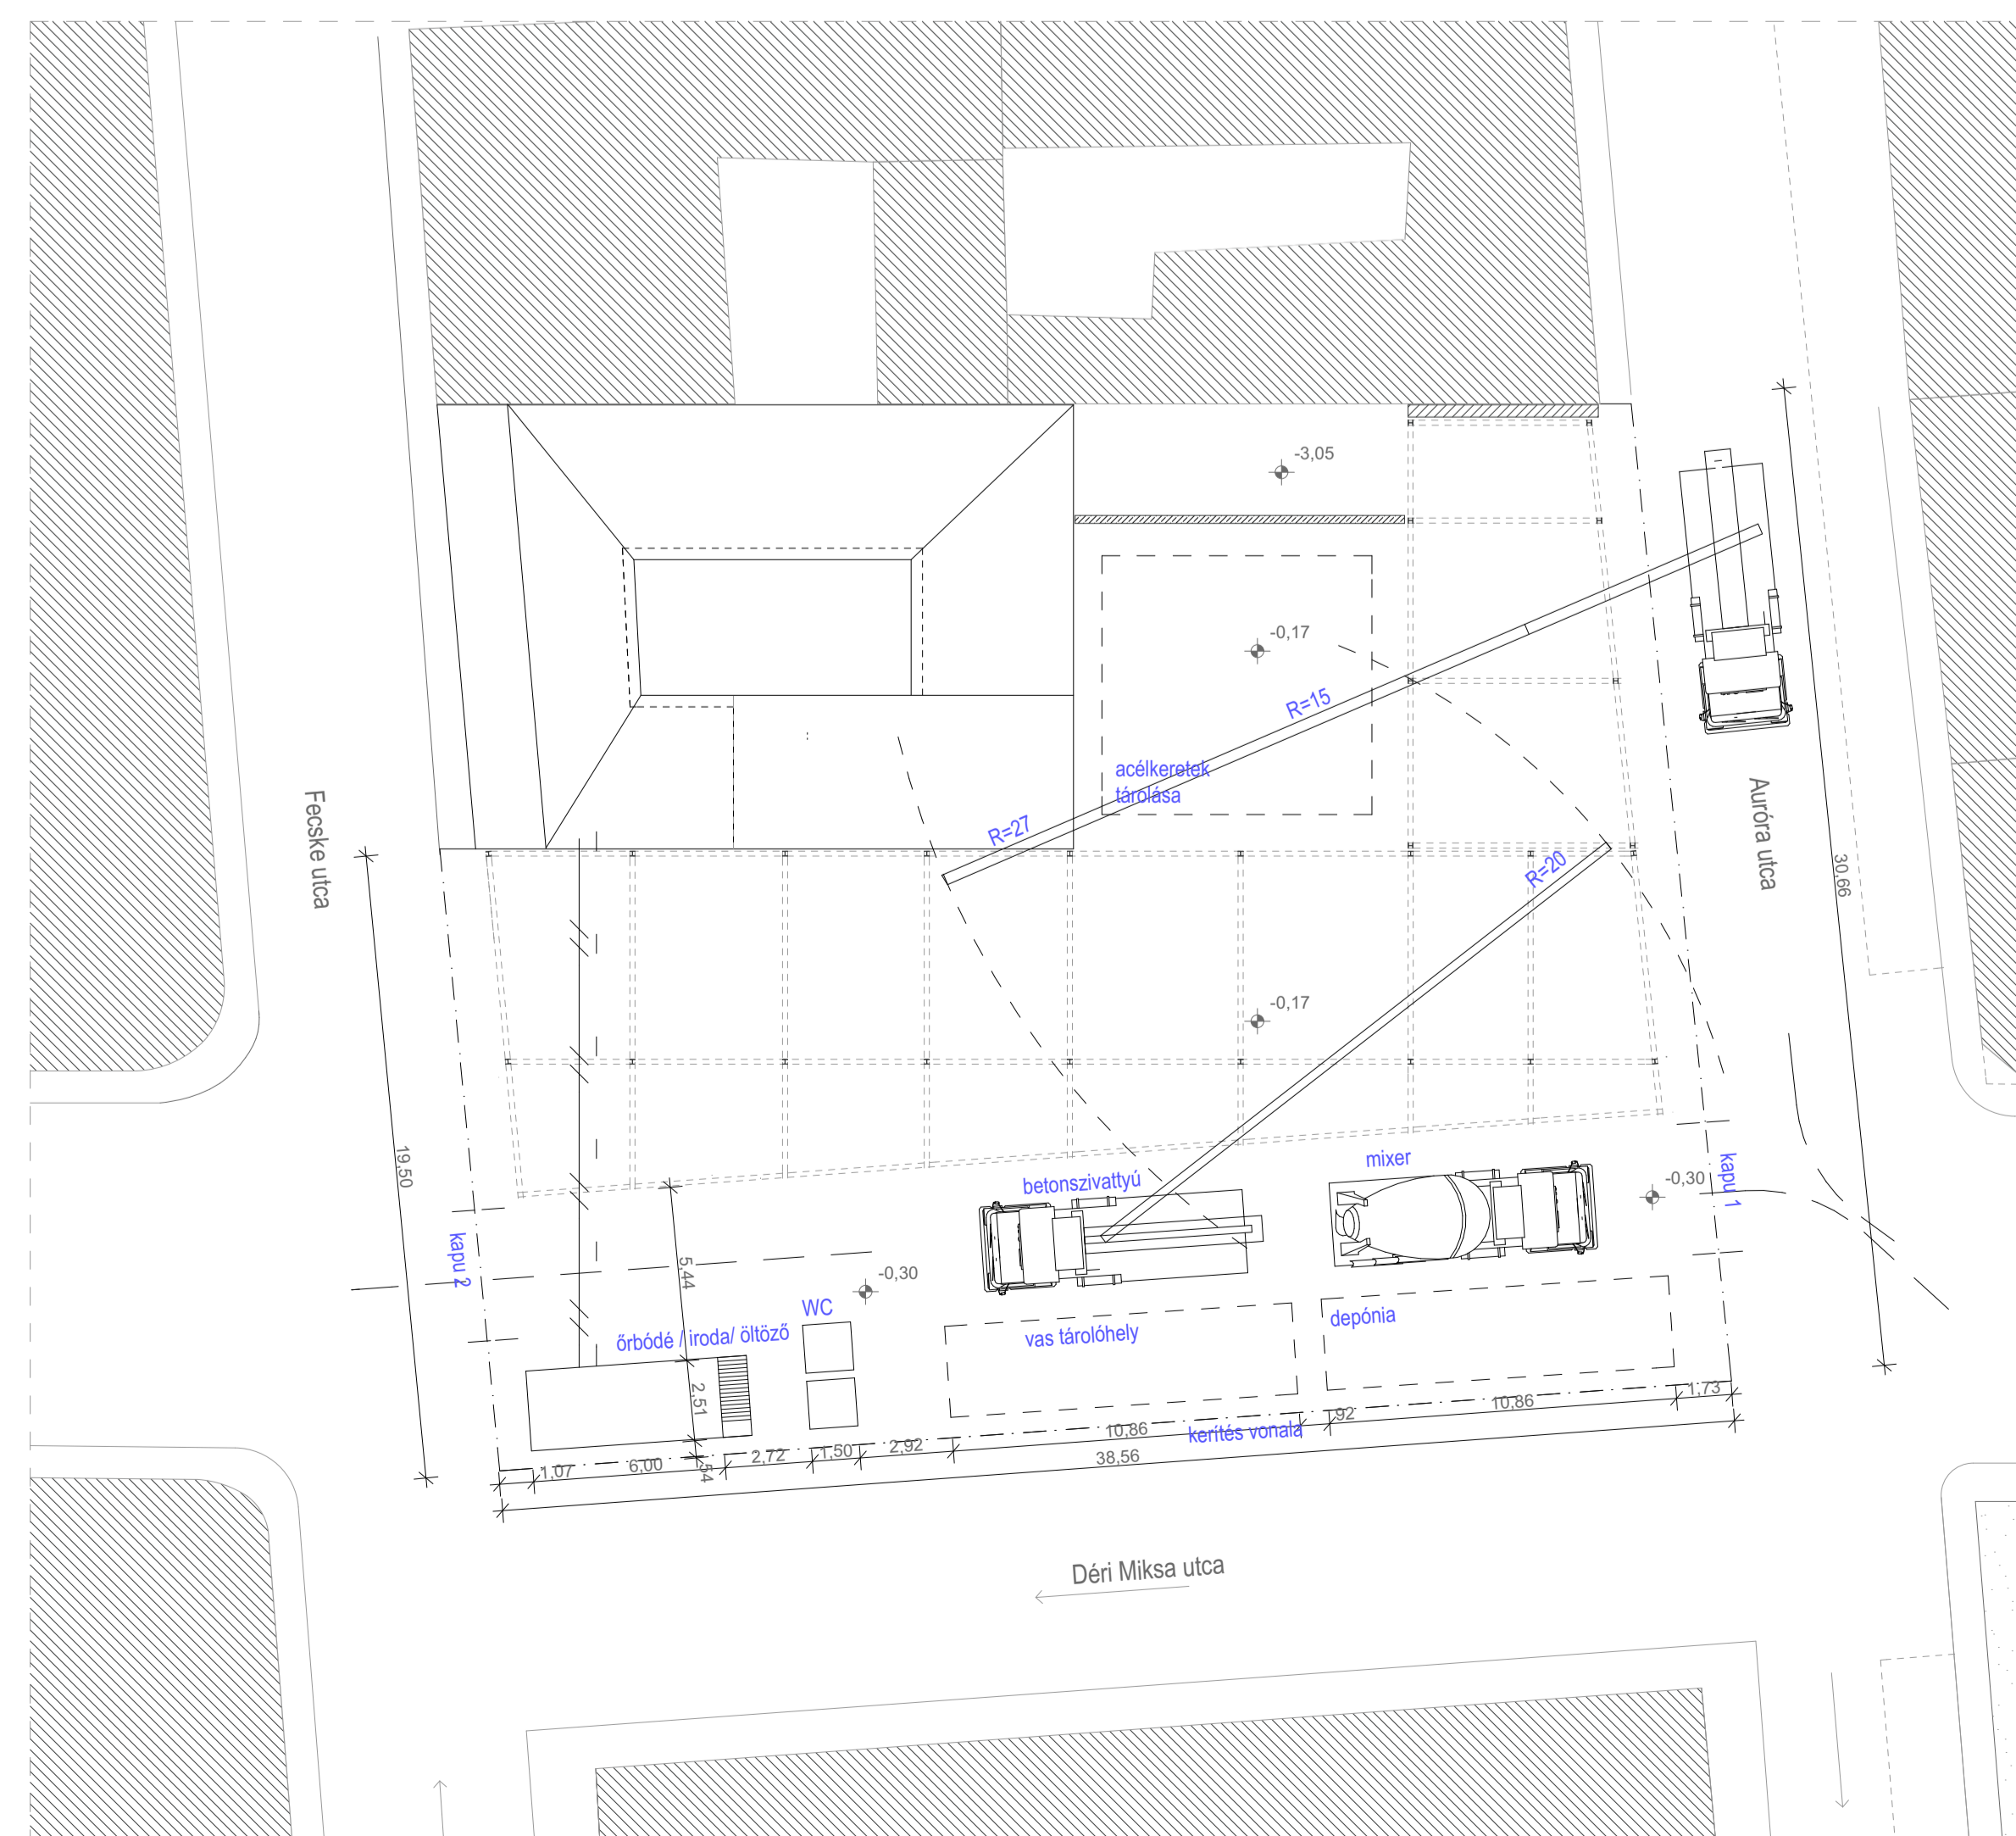 -3,05
-0,17
R=15
acélkeretek
tárolása
R=27
R=20
Fecske utca
Auróra utca
30,66
-0,17
19,50
mixer
betonszivattyú
kapu 1
-0,30
kapu 2
5,44
-0,30
WC
őrbódé / iroda/ öltöző
vas tárolóhely
depónia
2,51
1,07
6,00
54
2,72
1,50
2,92
10,86
kerítés vonala
92
10,86
1,73
38,56
Déri Miksa utca